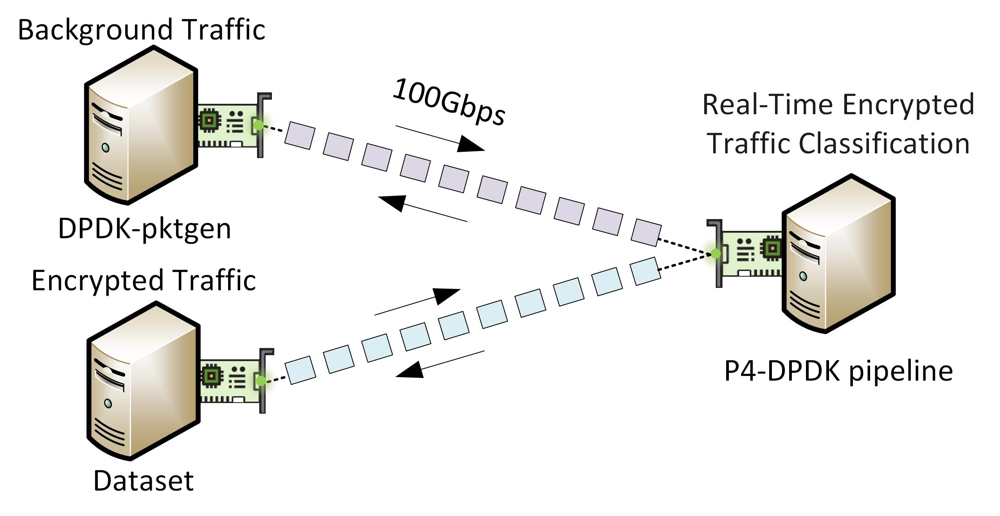 Background Traffic
DPDK-pktgen
100Gbps
Real-Time Encrypted
Traffic Classification
P4-DPDK pipeline
Encrypted Traffic
Dataset